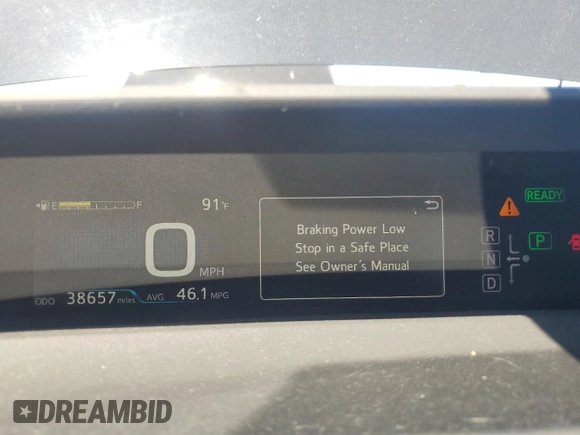 E F 91°F
READY
Braking Power Low
Stop in a Safe Place
See Owner's Manual
R
P
N
D
0 MPH
ODO 38657 miles AVG. 46.1 MPG
DREAMBID